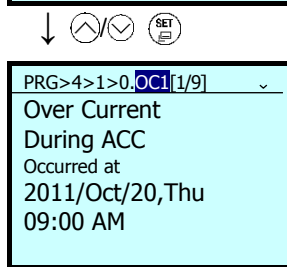 ↓ /
SET
PRG>4>1>0.OC1[1/9]
Over Current
During ACC
Occurred at
2011/Oct/20,Thu
09:00 AM